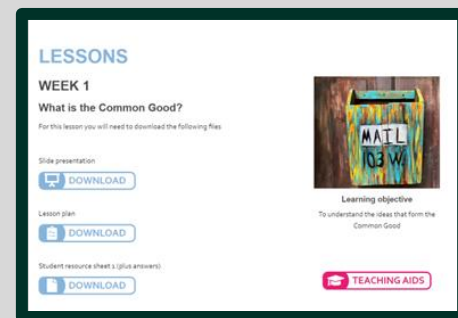 LESSONS
WEEK 1
What is the Common Good?
For this lesson you will need to download the following files
Slide presentation
DOWNLOAD
Lesson plan
DOWNLOAD
Student resource sheet 1 (plus answers)
DOWNLOAD
MAIL
103 W
Learning objective
To understand the ideas that form the
Common Good
TEACHING AIDS